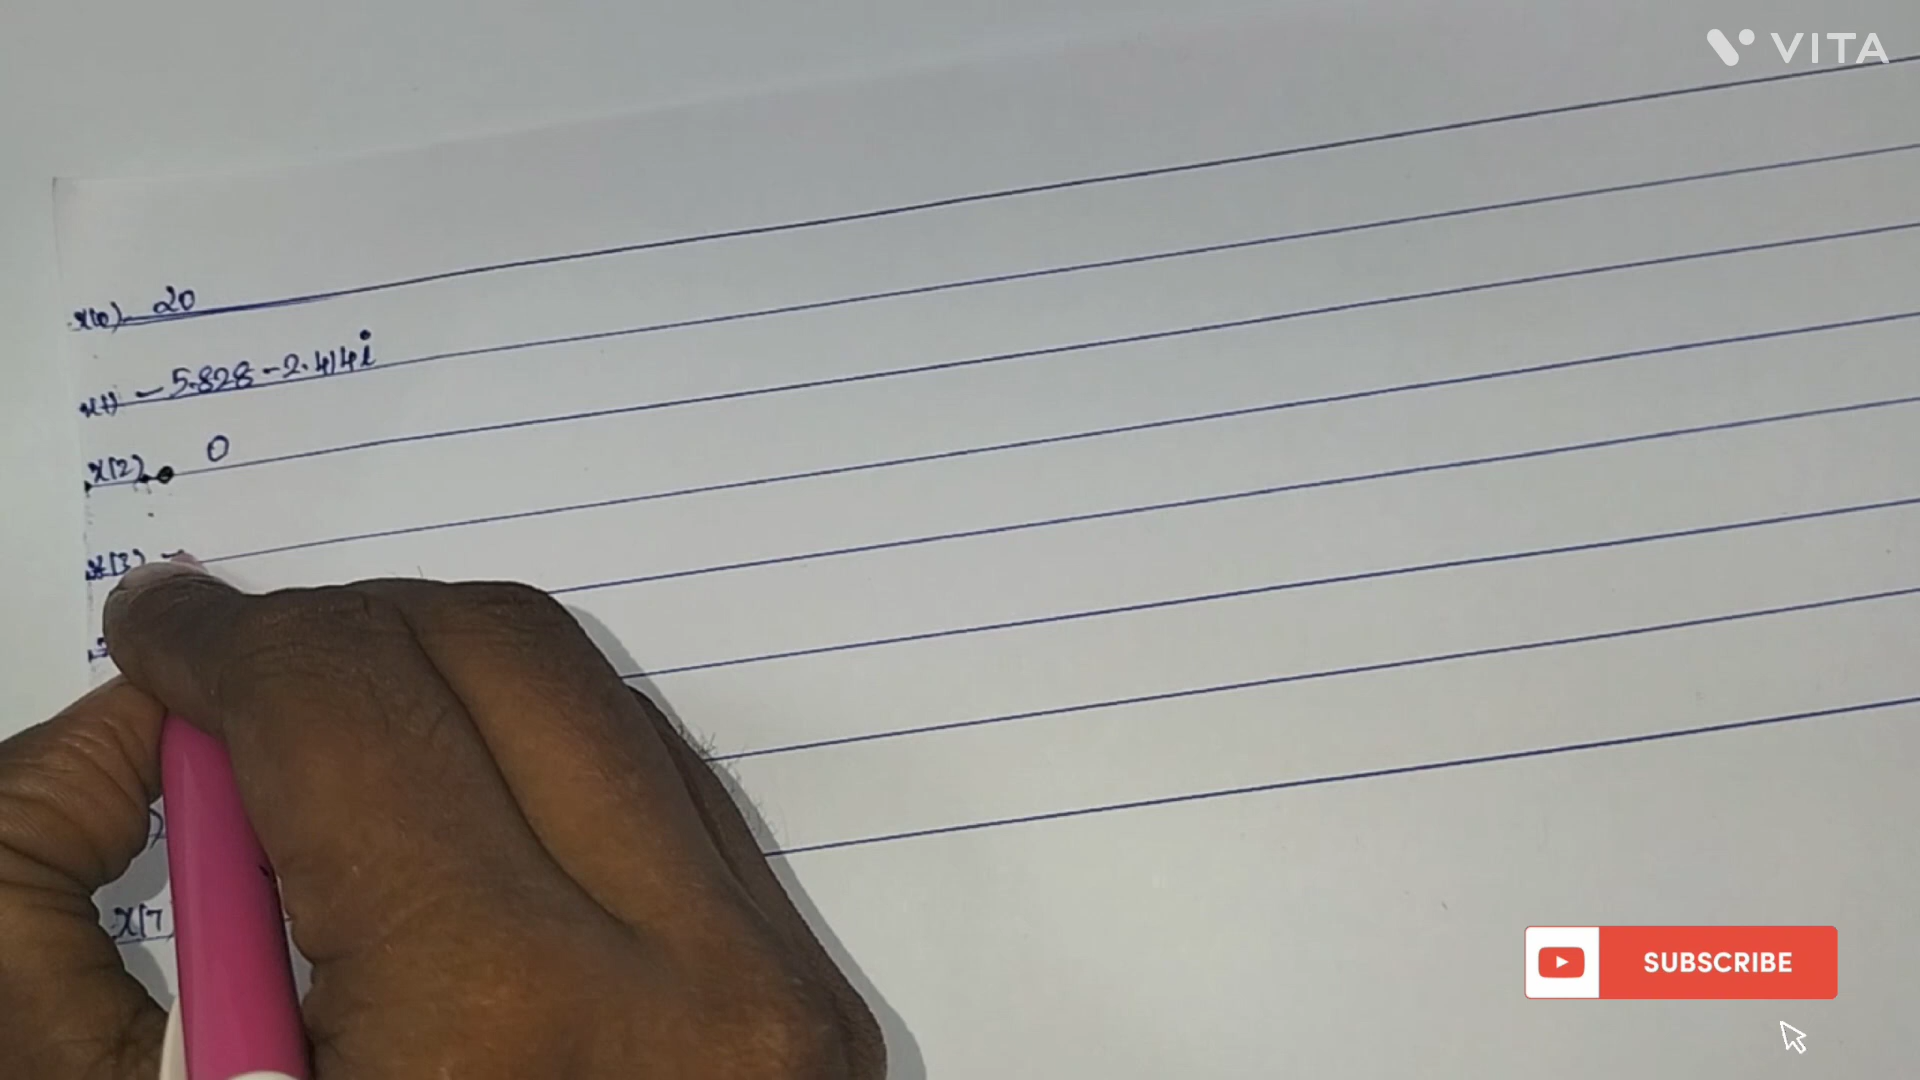 VITA
x(0) 20
x(1) -5.828-2.414i
x(2) 0
x(3) -
x(7)
SUBSCRIBE